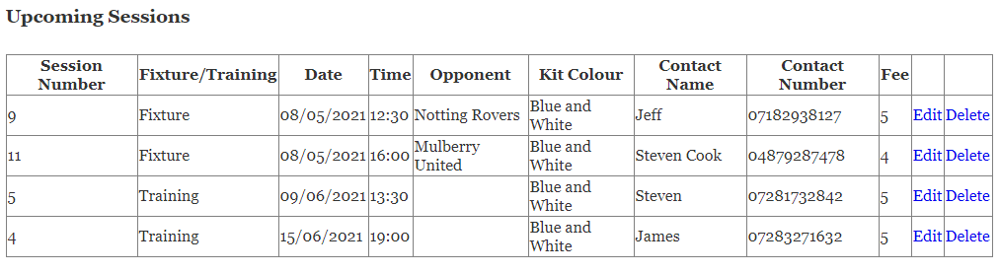 Upcoming Sessions
Session Number Fixture/Training Date Time Opponent Kit Colour Contact Name Contact Number Fee
9 Fixture 08/05/2021 12:30 Notting Rovers Blue and White Jeff 07182938127 5 Edit Delete
11 Fixture 08/05/2021 16:00 Mulberry United Blue and White Steven Cook 04879287478 4 Edit Delete
5 Training 09/06/2021 13:30 Blue and White Steven 07281732842 5 Edit Delete
4 Training 15/06/2021 19:00 Blue and White James 07283271632 5 Edit Delete